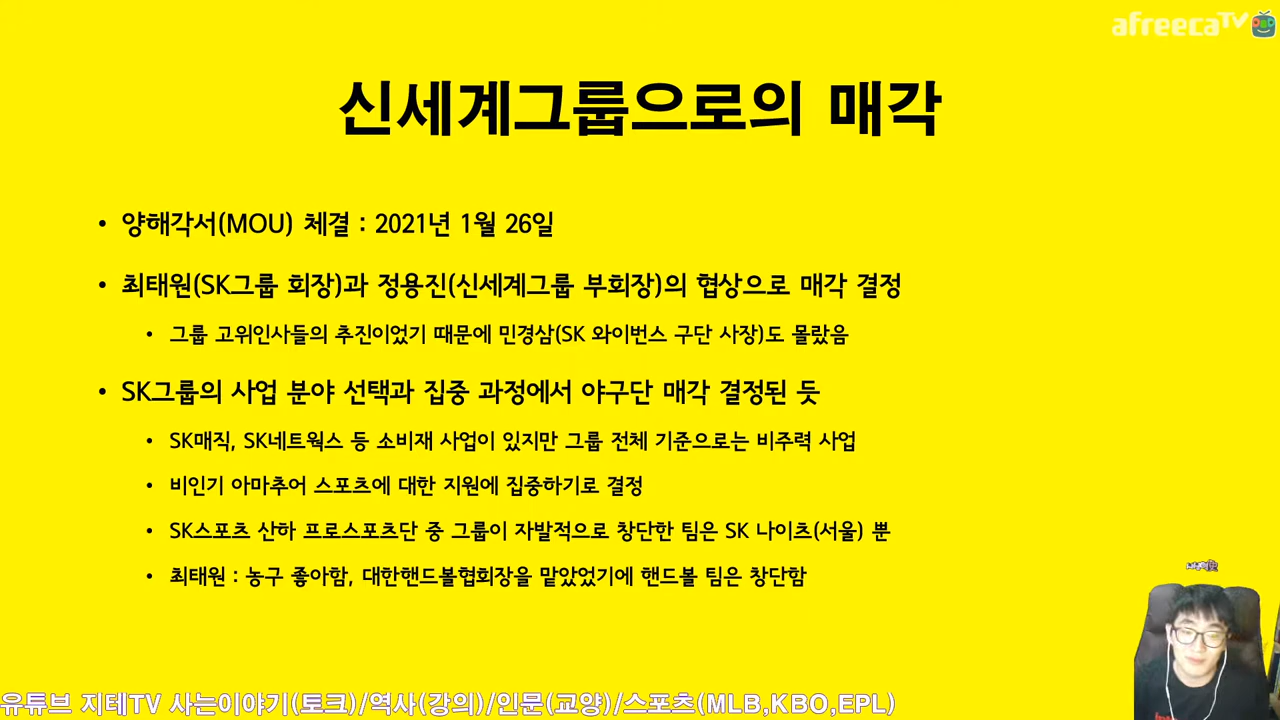 afreecaTV
신세계그룹으로의 매각
• 양해각서(MOU) 체결 : 2021년 1월 26일
• 최태원(SK그룹 회장)과 정용진(신세계그룹 부회장)의 협상으로 매각 결정
• 그룹 고위인사들의 추진이었기 때문에 민경삼(SK 와이번스 구단 사장)도 몰랐음
• SK그룹의 사업 분야 선택과 집중 과정에서 야구단 매각 결정된 듯
• SK매직, SK네트웍스 등 소비재 사업이 있지만 그룹 전체 기준으로는 비주력 사업
• 비인기 아마추어 스포츠에 대한 지원에 집중하기로 결정
• SK스포츠 산하 프로스포츠단 중 그룹이 자발적으로 창단한 팀은 SK 나이츠(서울) 뿐
• 최태원 : 농구 좋아함, 대한핸드볼협회장을 맡았었기에 핸드볼 팀은 창단함
유튜브 지테TV 사는이야기(토크)/역사(강의)/인문(교양)/스포츠(MLB,KBO,EPL)